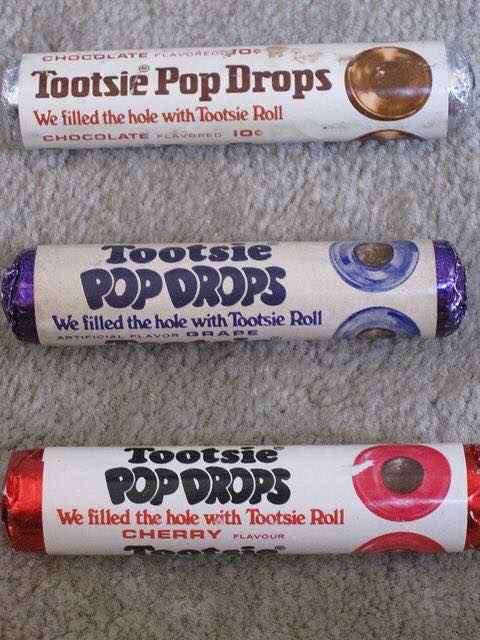 CHOCOLATE FLAVORED 10¢
Tootsie® Pop Drops
We filled the hole with Tootsie Roll
CHOCOLATE FLAVORED 10¢
Tootsie®
POP DROPS
We filled the hole with Tootsie Roll
ARTIFICIAL FLAVOR GRAPE
Tootsie®
POP DROPS
We filled the hole with Tootsie Roll
CHERRY FLAVOUR
Tootsie®